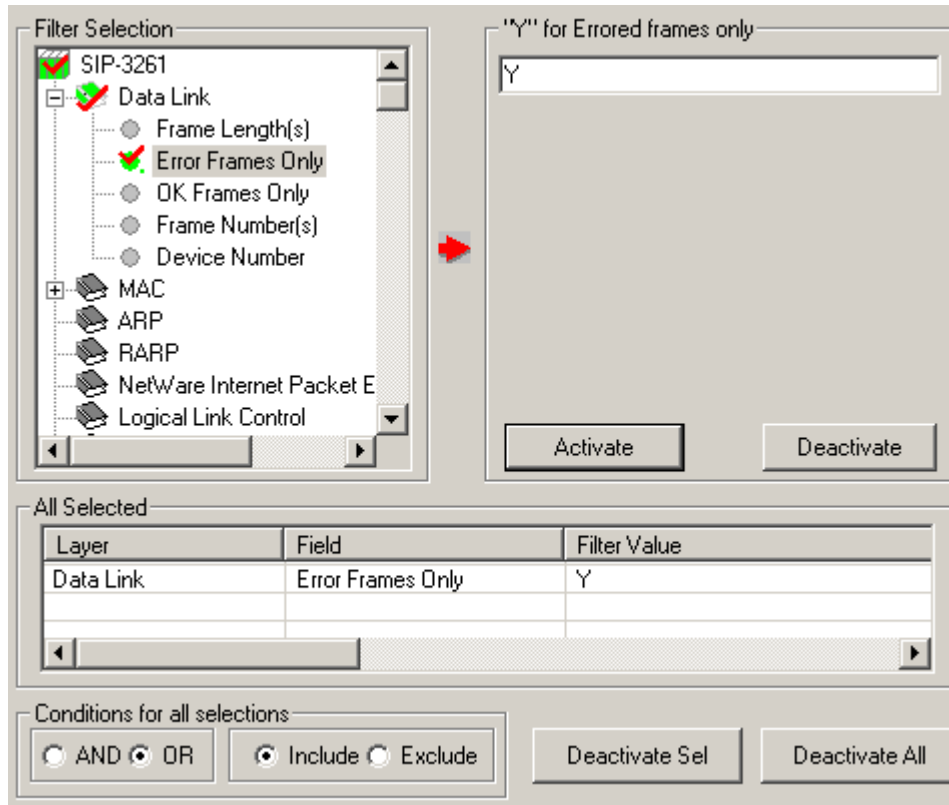 Filter Selection
SIP-3261
Data Link
Frame Length(s)
Error Frames Only
OK Frames Only
Frame Number(s)
Device Number
MAC
ARP
RARP
NetWare Internet Packet E
Logical Link Control
"Y" for Errored frames only
Y
Activate
Deactivate
All Selected
Layer Field Filter Value
Data Link Error Frames Only Y
Conditions for all selections
AND OR Include Exclude
Deactivate Sel
Deactivate All